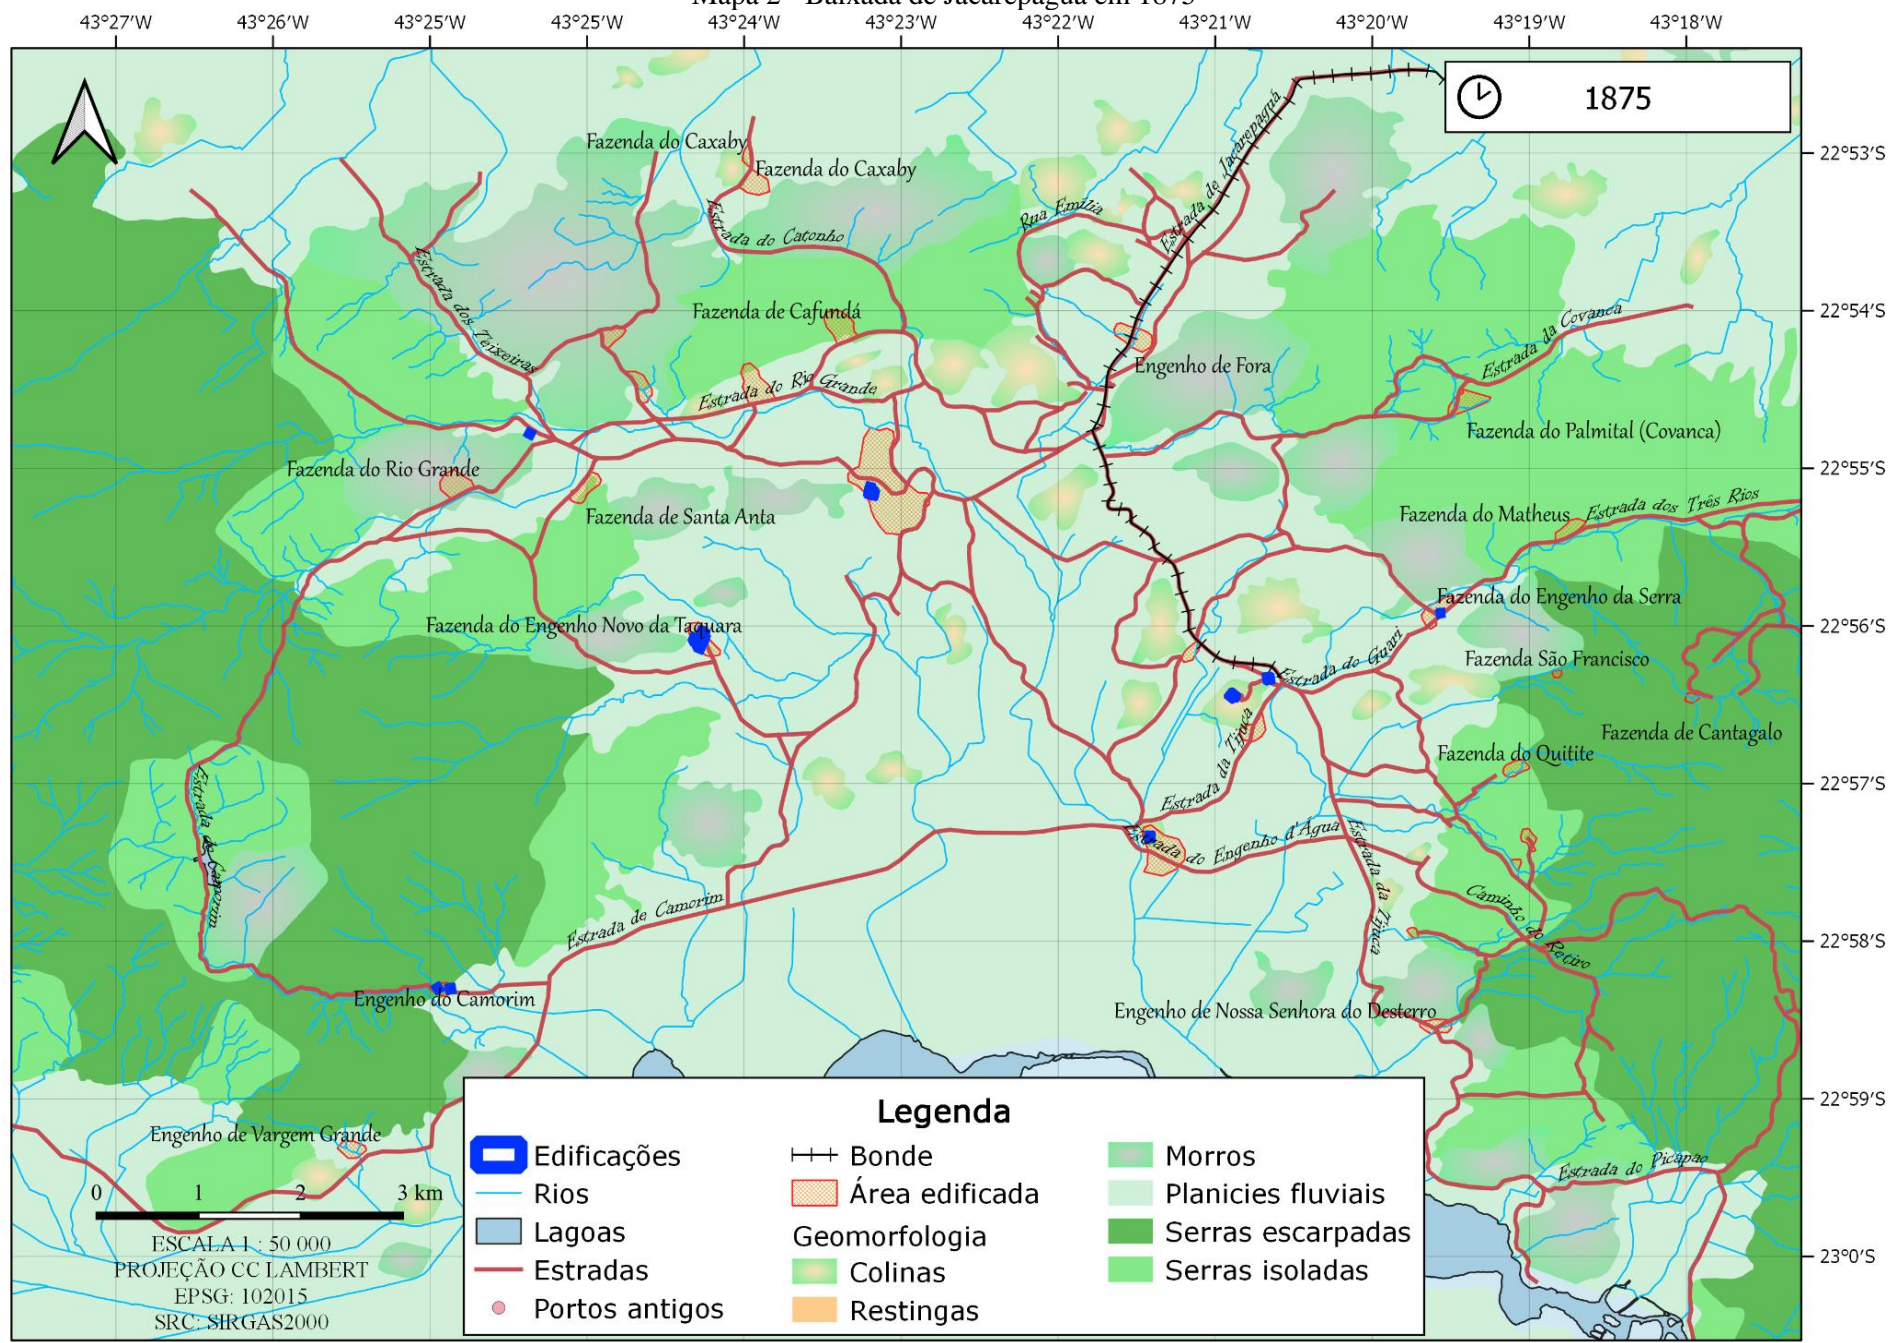 Mapa 2 - Baixada de Jacarepaguá em 1875
43°27'W 43°26'W 43°25'W 43°25'W 43°24'W 43°23'W 43°22'W 43°21'W 43°20'W 43°19'W 43°18'W
1875
Fazenda do Caxaby
Fazenda do Caxaby
22°53'S
Estrada de Jacarepaguá
Rua Emília
Estrada do Catonho
Estrada dos Teixeiras
Fazenda de Cafundá
22°54'S
Estrada da Covanca
Engenho de Fora
Estrada do Rio Grande
Fazenda do Palmital (Covanca)
Fazenda do Rio Grande
22°55'S
Fazenda de Santa Anta
Fazenda do Matheus
Estrada dos Três Rios
Fazenda do Engenho da Serra
Fazenda do Engenho Novo da Taquara
22°56'S
Estrada do Guari
Fazenda São Francisco
Fazenda de Cantagalo
Estrada da Tijuca
Fazenda do Quitite
22°57'S
Estrada de Camorim
Estrada do Engenho d'Água
Estrada da Tijuca
Caminho do Retiro
Estrada de Camorim
22°58'S
Engenho do Camorim
Engenho de Nossa Senhora do Desterro
22°59'S
Engenho de Vargem Grande
Estrada do Picapao
23°0'S
0 1 2 3 km
ESCALA 1 : 50 000
PROJEÇÃO CC LAMBERT
EPSG: 102015
SRC: SIRGAS2000
Legenda
Edificações
Rios
Lagoas
Estradas
Portos antigos
Bonde
Área edificada
Geomorfologia
Colinas
Restingas
Morros
Planicies fluviais
Serras escarpadas
Serras isoladas